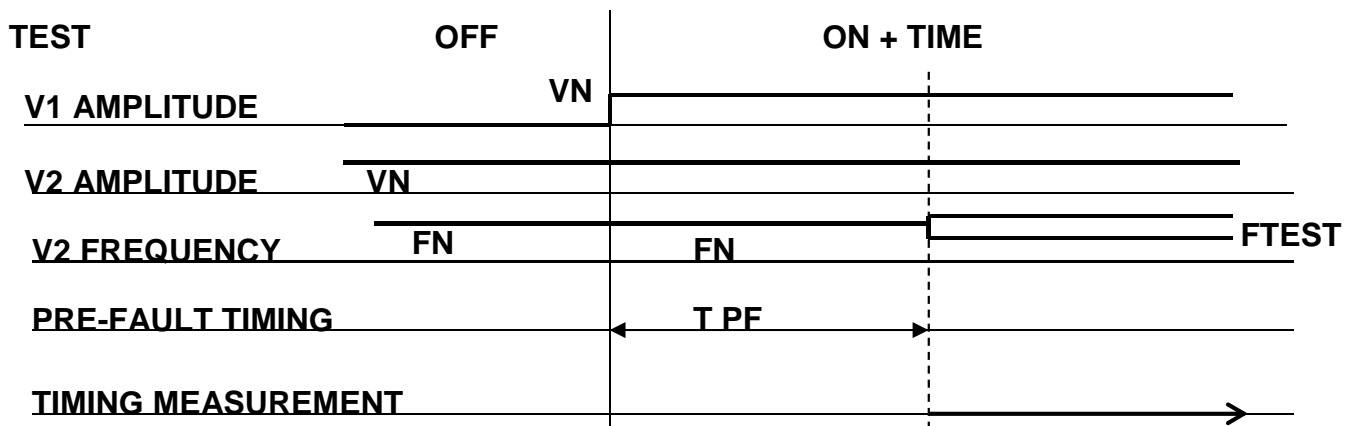 TEST OFF ON + TIME
V1 AMPLITUDE VN
V2 AMPLITUDE VN
V2 FREQUENCY FN FN FTEST
PRE-FAULT TIMING T PF
TIMING MEASUREMENT